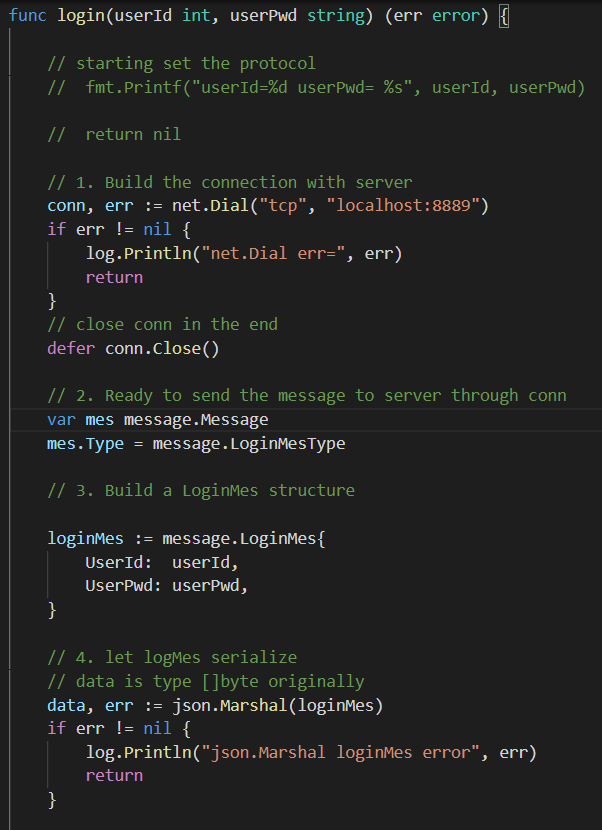 func login(userId int, userPwd string) (err error) {
// starting set the protocol
//  fmt.Printf("userId=%d userPwd= %s", userId, userPwd)
//  return nil
// 1. Build the connection with server
conn, err := net.Dial("tcp", "localhost:8889")
if err != nil {
log.Println("net.Dial err=", err)
return
}
// close conn in the end
defer conn.Close()
// 2. Ready to send the message to server through conn
var mes message.Message
mes.Type = message.LoginMesType
// 3. Build a LoginMes structure
loginMes := message.LoginMes{
UserId:  userId,
UserPwd: userPwd,
}
// 4. let logMes serialize
// data is type []byte originally
data, err := json.Marshal(loginMes)
if err != nil {
log.Println("json.Marshal loginMes error", err)
return
}